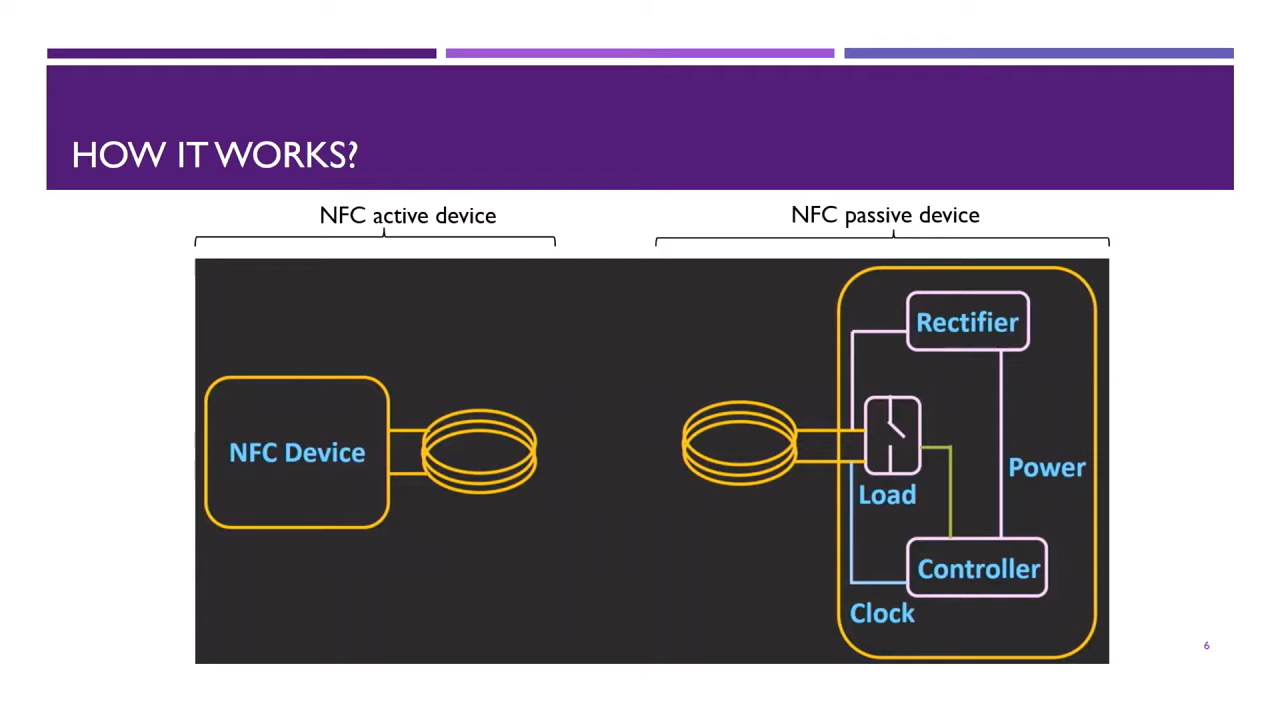 HOW IT WORKS?
NFC active device
NFC passive device
Rectifier
NFC Device
Power
Load
Controller
Clock
6